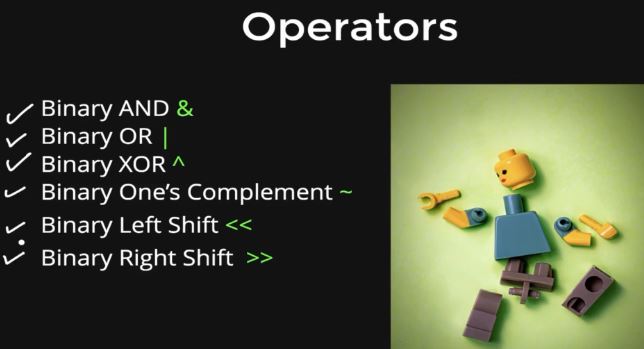 Operators
Binary AND &
Binary OR |
Binary XOR ^
Binary One's Complement ~
Binary Left Shift <<
Binary Right Shift >>